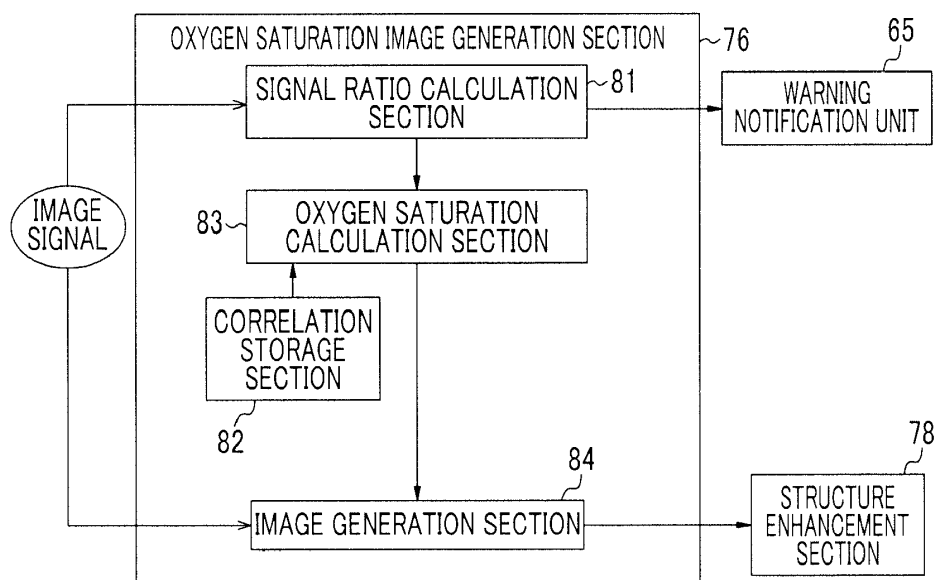 OXYGEN SATURATION IMAGE GENERATION SECTION
76
65
SIGNAL RATIO CALCULATION
SECTION
81
WARNING
NOTIFICATION UNIT
IMAGE
SIGNAL
83
OXYGEN SATURATION
CALCULATION SECTION
CORRELATION
STORAGE
SECTION
82
84
78
IMAGE GENERATION SECTION
STRUCTURE
ENHANCEMENT
SECTION